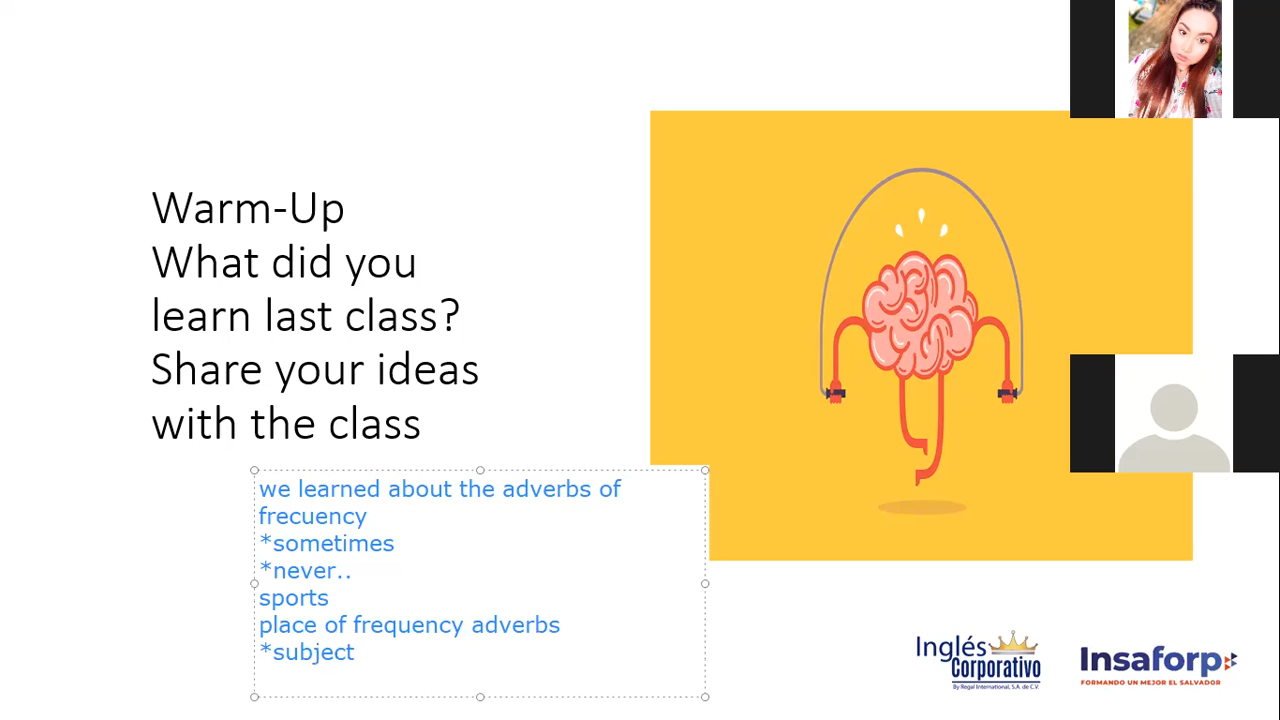 Warm-Up
What did you
learn last class?
Share your ideas
with the class
we learned about the adverbs of
frecuency
*sometimes
*never..
sports
place of frequency adverbs
*subject
Inglés
Corporativo
By Regal International, S.A. de C.V.
Insaforp
FORMANDO UN MEJOR EL SALVADOR